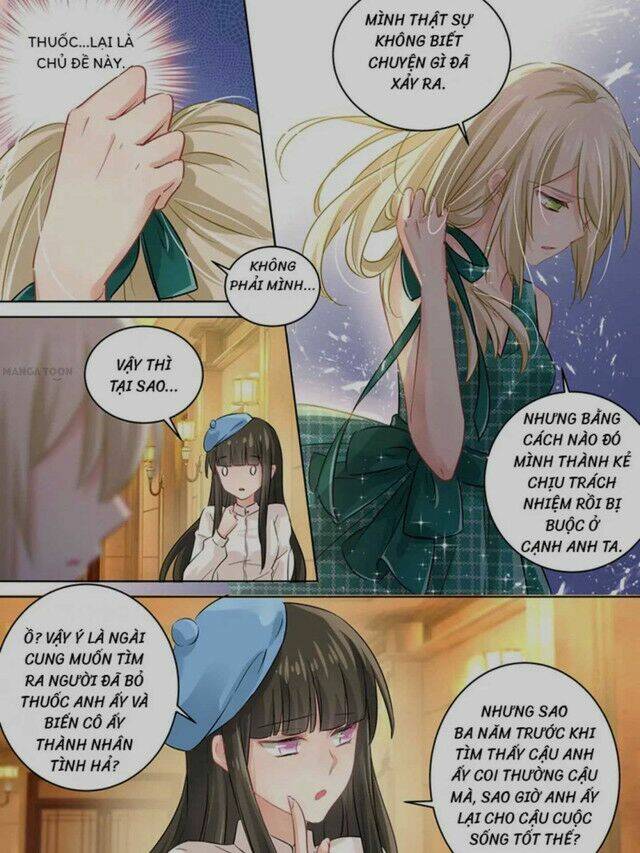 THUỐC...LẠI LÀ
CHỦ ĐỀ NÀY.
MÌNH THẬT SỰ
KHÔNG BIẾT
CHUYỆN GÌ ĐÃ
XẢY RA.
KHÔNG
PHẢI MÌNH...
MANGATOON
VẬY THÌ
TẠI SAO...
NHƯNG BẰNG
CÁCH NÀO ĐÓ
MÌNH THÀNH KẺ
CHỊU TRÁCH
NHIỆM RỒI BỊ
BUỘC Ở
CẠNH ANH TA.
Ồ? VẬY Ý LÀ NGÀI
CUNG MUỐN TÌM
RA NGƯỜI ĐÃ BỎ
THUỐC ANH ẤY VÀ
BIẾN CÔ ẤY
THÀNH NHÂN
TÌNH HẢ?
NHƯNG SAO
BA NĂM TRƯỚC KHI
TÌM THẤY CẬU ANH
ẤY COI THƯỜNG CẬU
MÀ, SAO GIỜ ANH ẤY
LẠI CHO CẬU CUỘC
SỐNG TỐT THẾ?